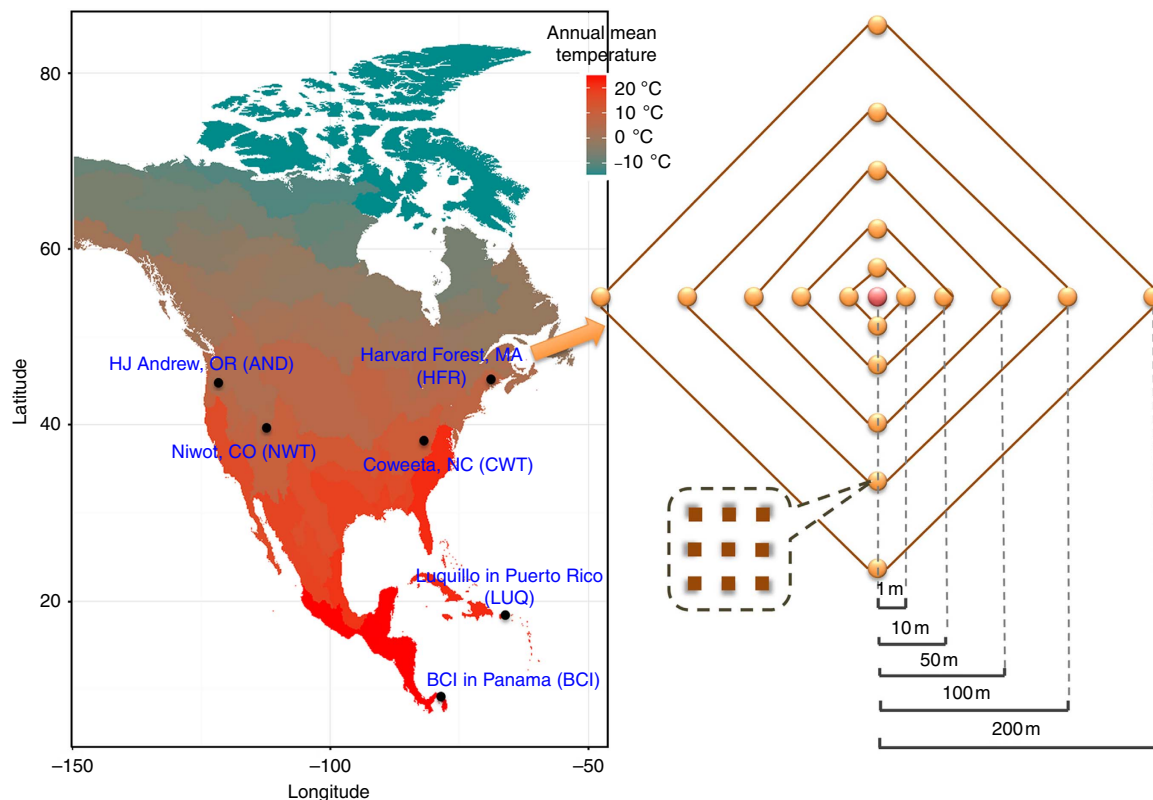 Annual mean
temperature
20 °C
10 °C
0 °C
−10 °C
80
60
40
20
Latitude
HJ Andrew, OR (AND)
Harvard Forest, MA
(HFR)
Niwot, CO (NWT)
Coweeta, NC (CWT)
Luquillo in Puerto Rico
(LUQ)
BCI in Panama (BCI)
−150
−100
−50
Longitude
1 m
10 m
50 m
100 m
200 m